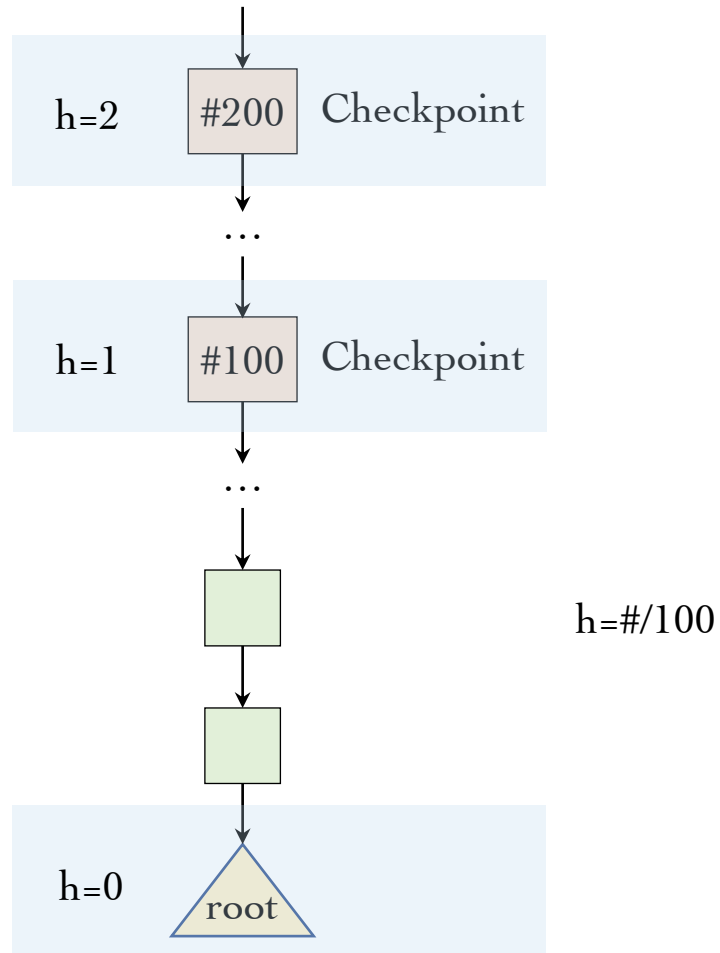 h=2 #200 Checkpoint
...
h=1 #100 Checkpoint
...
h=#/100
h=0 root